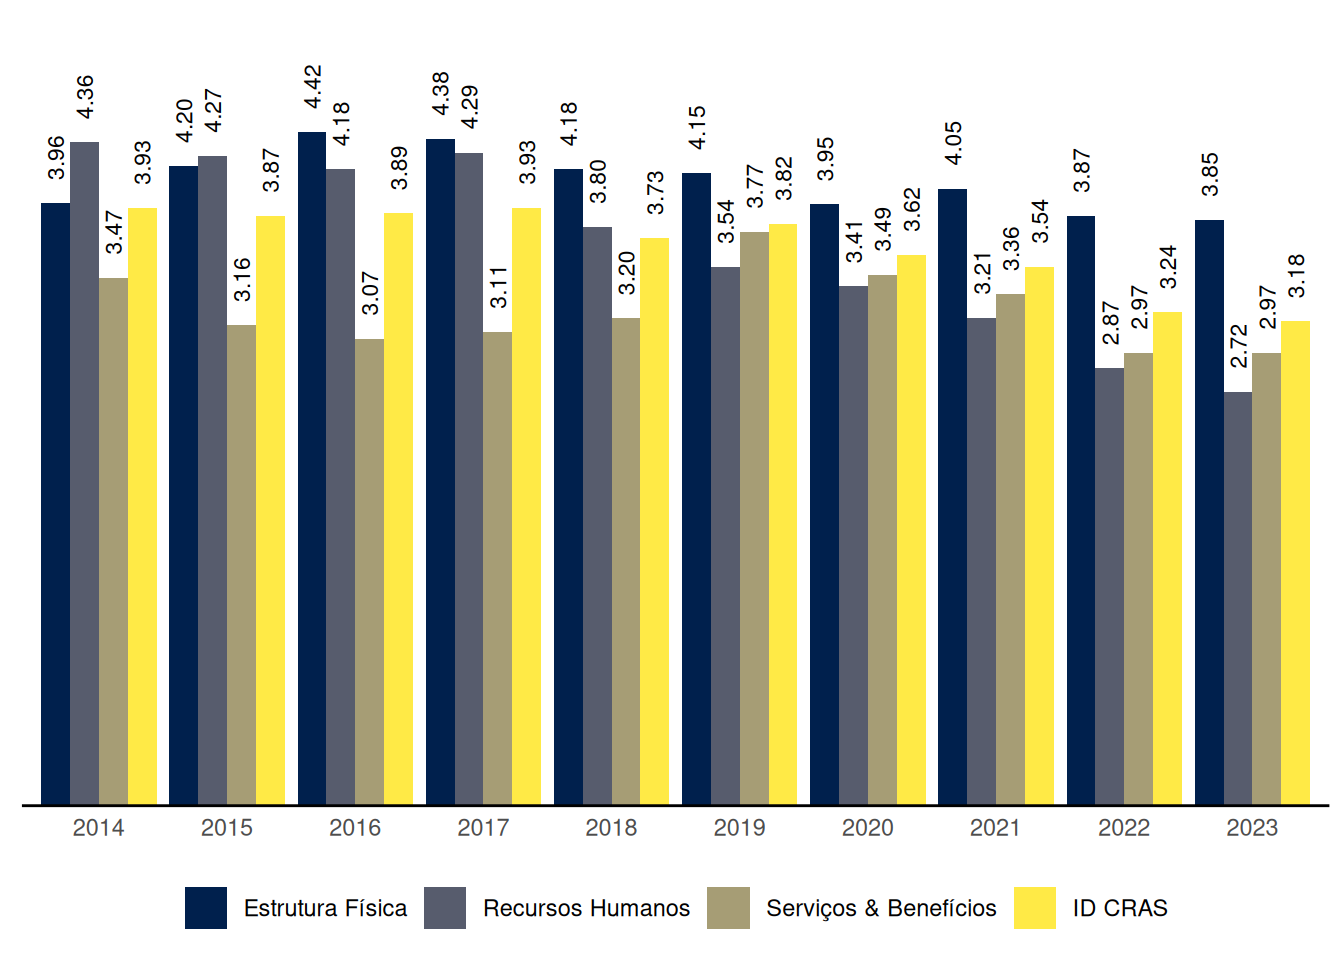 3.96 4.36 3.47 3.93 4.20 4.27 3.16 3.87 4.42 4.18 3.07 3.89 4.38 4.29 3.11 3.93 4.18 3.80 3.20 3.73 4.15 3.54 3.77 3.82 3.95 3.41 3.49 3.62 4.05 3.21 3.36 3.54 3.87 2.87 2.97 3.24 3.85 2.72 2.97 3.18
2014 2015 2016 2017 2018 2019 2020 2021 2022 2023
Estrutura Física Recursos Humanos Serviços & Benefícios ID CRAS